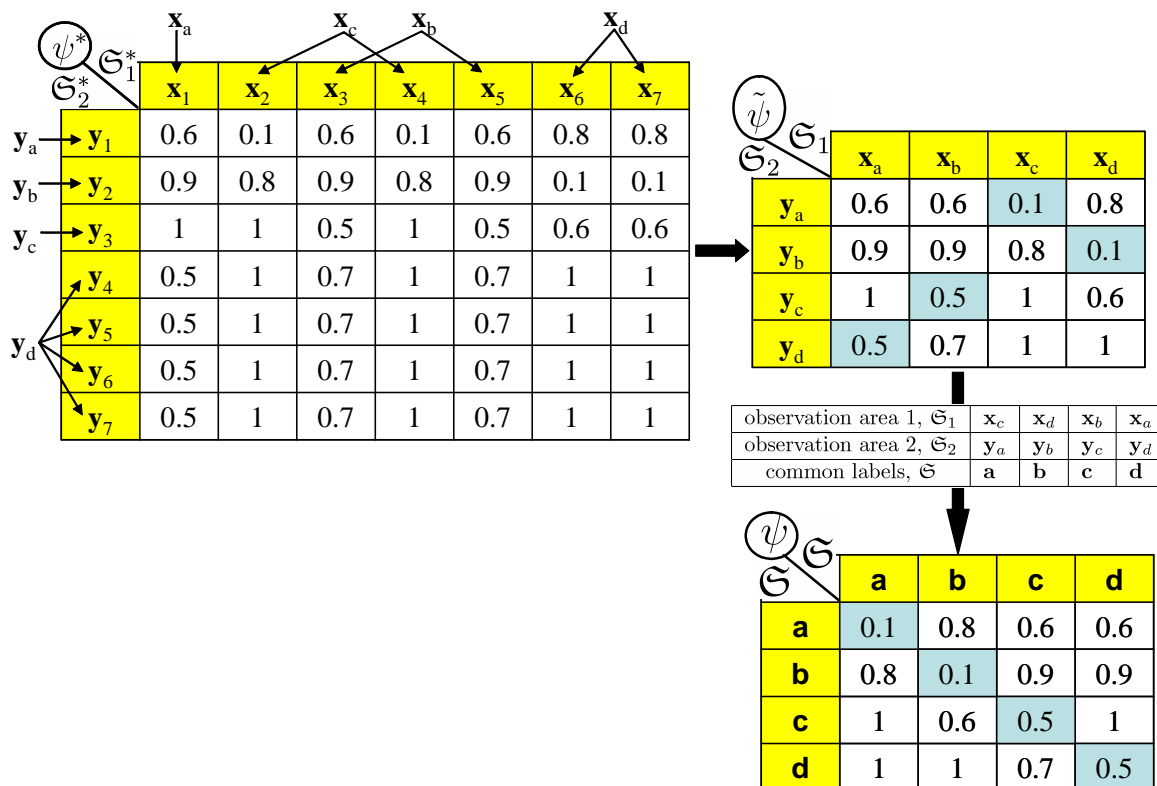 x_a x_c x_b x_d
ψ* 𝔖*_1
𝔖*_2 x_1 x_2 x_3 x_4 x_5 x_6 x_7
y_a y_1 0.6 0.1 0.6 0.1 0.6 0.8 0.8
y_b y_2 0.9 0.8 0.9 0.8 0.9 0.1 0.1
y_c y_3 1 1 0.5 1 0.5 0.6 0.6
y_4 0.5 1 0.7 1 0.7 1 1
y_d y_5 0.5 1 0.7 1 0.7 1 1
y_6 0.5 1 0.7 1 0.7 1 1
y_7 0.5 1 0.7 1 0.7 1 1
ψ̃ 𝔖_1
𝔖_2 x_a x_b x_c x_d
y_a 0.6 0.6 0.1 0.8
y_b 0.9 0.9 0.8 0.1
y_c 1 0.5 1 0.6
y_d 0.5 0.7 1 1
observation area 1, 𝔖_1 x_c x_d x_b x_a
observation area 2, 𝔖_2 y_a y_b y_c y_d
common labels, 𝔖 a b c d
ψ 𝔖
𝔖 a b c d
a 0.1 0.8 0.6 0.6
b 0.8 0.1 0.9 0.9
c 1 0.6 0.5 1
d 1 1 0.7 0.5